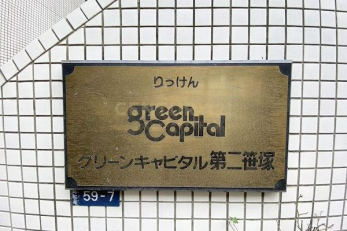 りっけん
green
Capital
グリーンキャピタル第二笹塚
59-7